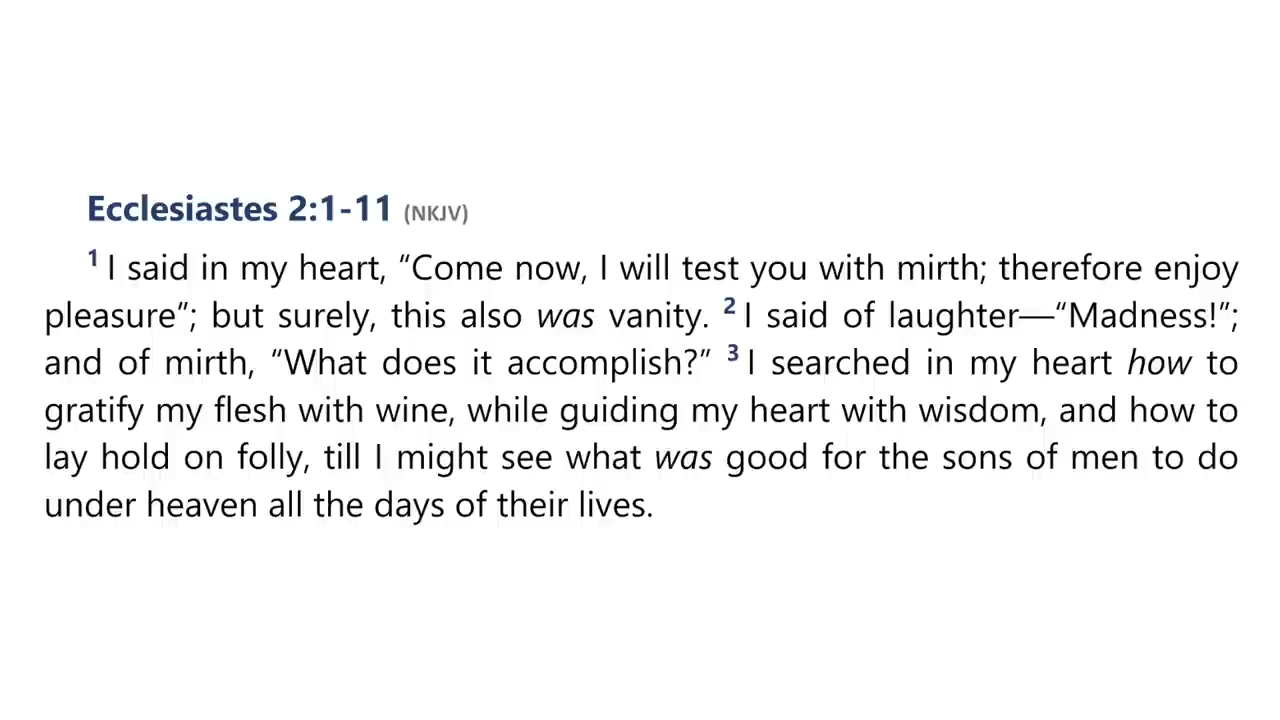 Ecclesiastes 2:1-11 (NKJV)
1 I said in my heart, “Come now, I will test you with mirth; therefore enjoy
pleasure”; but surely, this also was vanity. 2 I said of laughter—“Madness!”;
and of mirth, “What does it accomplish?” 3 I searched in my heart how to
gratify my flesh with wine, while guiding my heart with wisdom, and how to
lay hold on folly, till I might see what was good for the sons of men to do
under heaven all the days of their lives.